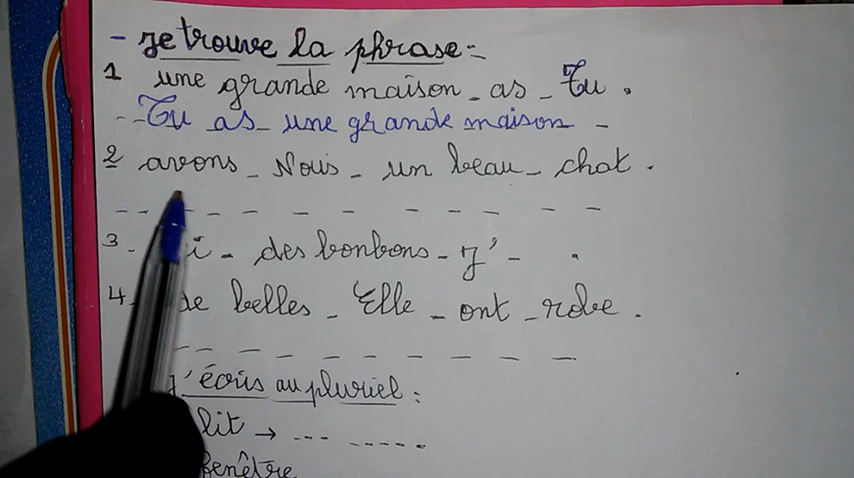 - Je trouve la phrase :-
1 une grande maison - as - Tu .
- - Tu as une grande maison -
2 avons - Nous - un beau - chat .
3 - i - des bonbons - J' - .
4 - de belles - Elle - ont - robe .
j'écris au pluriel :
lit → --- ----- .
fenêtre